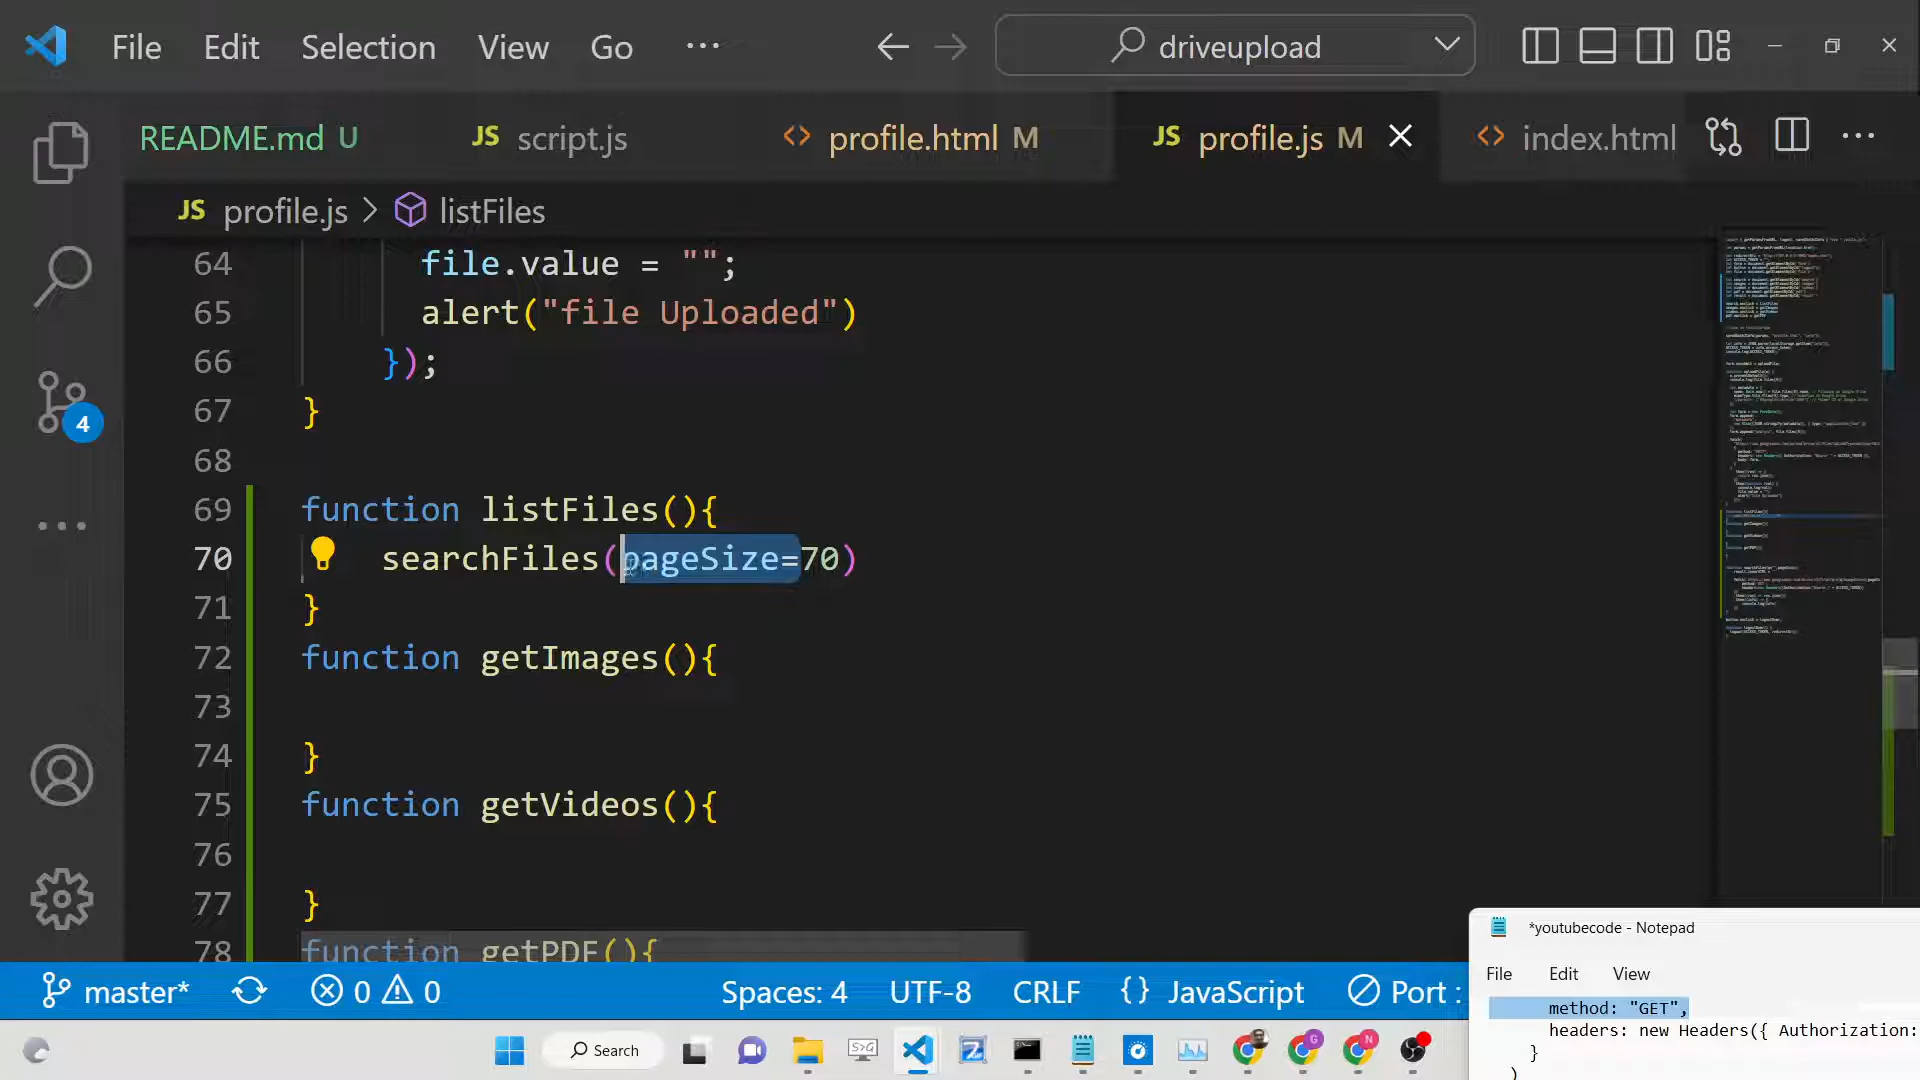 File Edit Selection View Go ... driveupload
README.md U JS script.js <> profile.html M JS profile.js M <> index.html ...
JS profile.js > listFiles
64 file.value = "";
65 alert("file Uploaded")
66 });
67 }
68
69 function listFiles(){
70 searchFiles(pageSize=70)
71 }
72 function getImages(){
73
74 }
75 function getVideos(){
76
77 }
78 function getPDF(){
4
*youtubecode - Notepad
File Edit View
method: "GET",
headers: new Headers({ Authorization:
}
)
master* 0 0 Spaces: 4 UTF-8 CRLF {} JavaScript Port :
Search